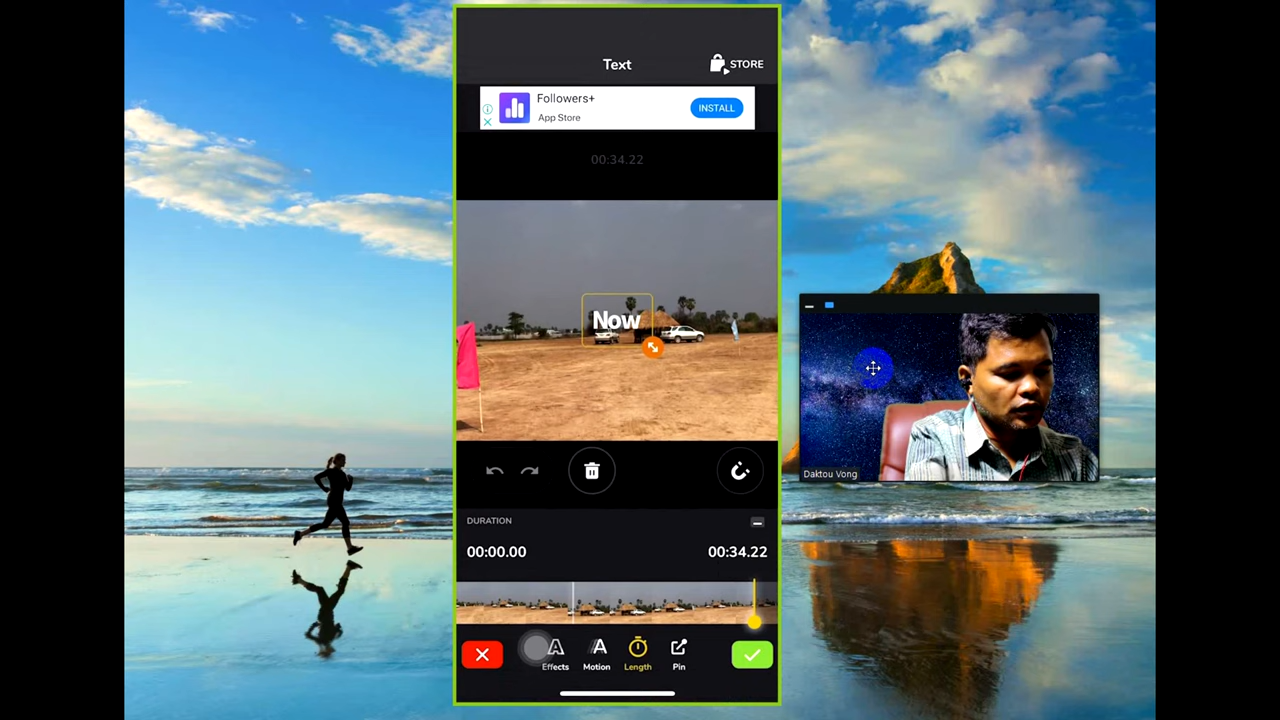 Text
STORE
Followers+
App Store
INSTALL
00:34.22
Now
DURATION
00:00.00
00:34.22
Effects
Motion
Length
Pin
Daktou Vong